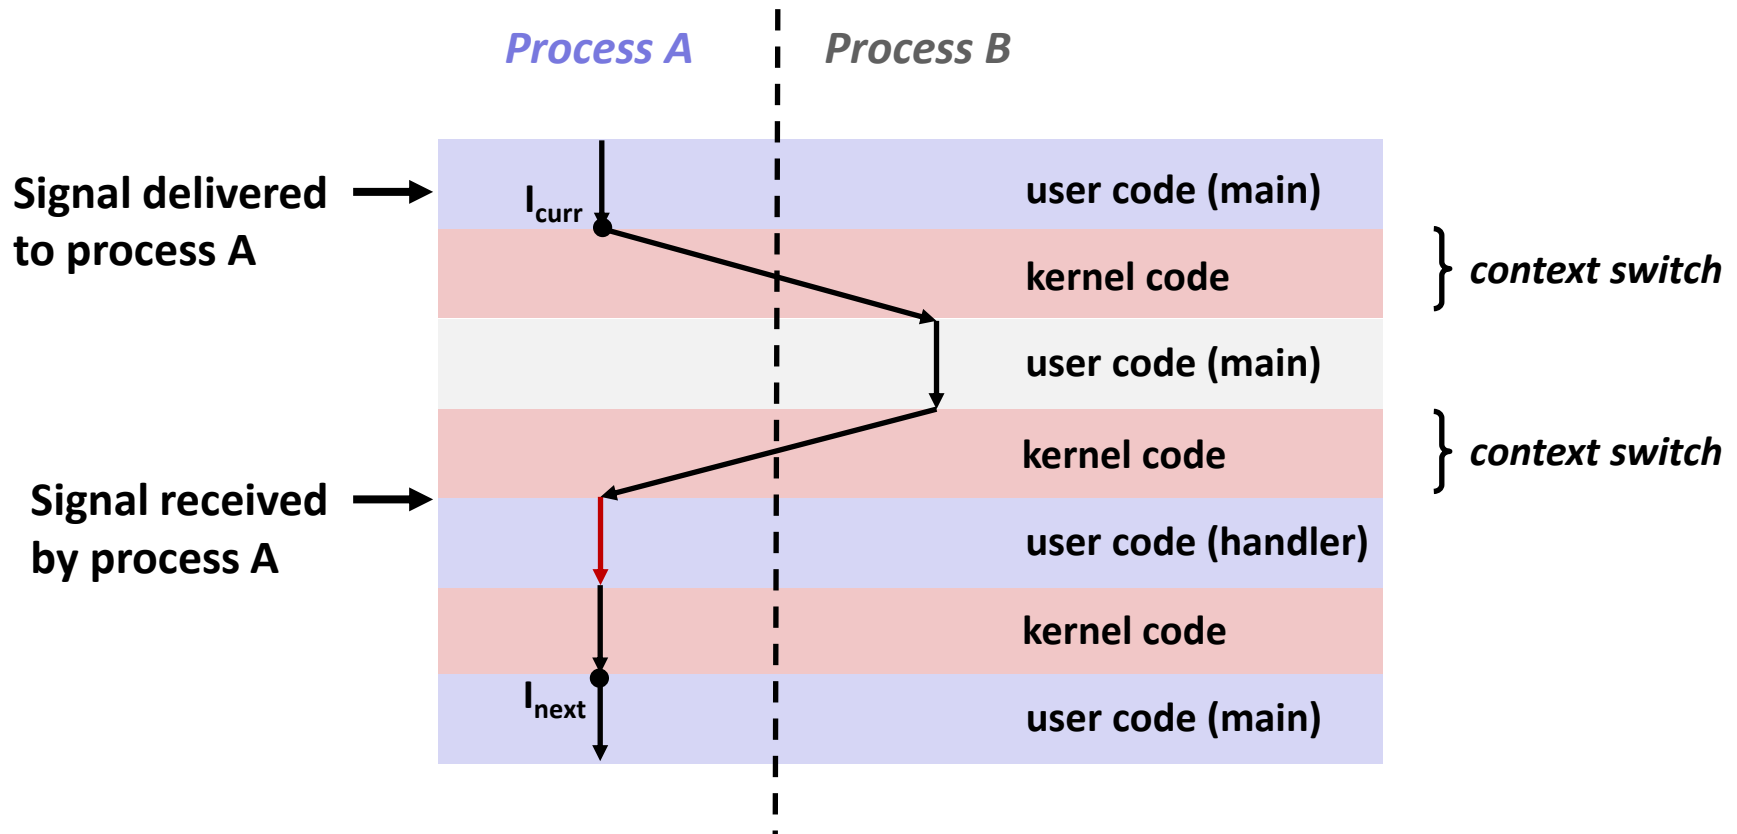 Process A
Process B
Signal delivered
to process A
I_curr
user code (main)
kernel code
context switch
user code (main)
kernel code
context switch
Signal received
by process A
user code (handler)
kernel code
I_next
user code (main)